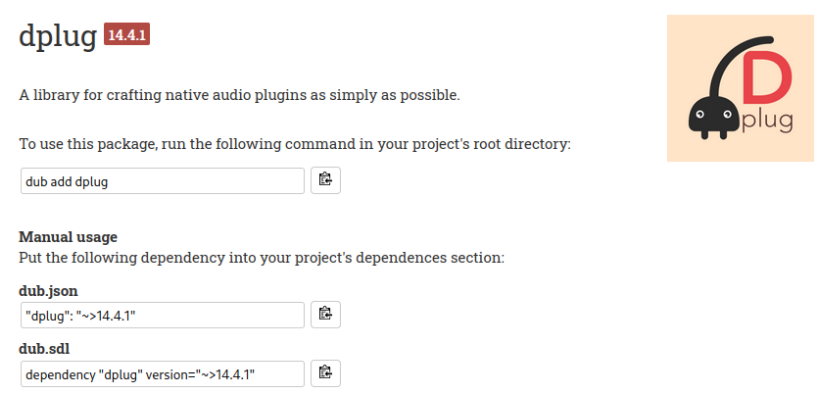 dplug 14.4.1
D
plug
A library for crafting native audio plugins as simply as possible.
To use this package, run the following command in your project's root directory:
dub add dplug
Manual usage
Put the following dependency into your project's dependences section:
dub.json
"dplug": "~>14.4.1"
dub.sdl
dependency "dplug" version="~>14.4.1"